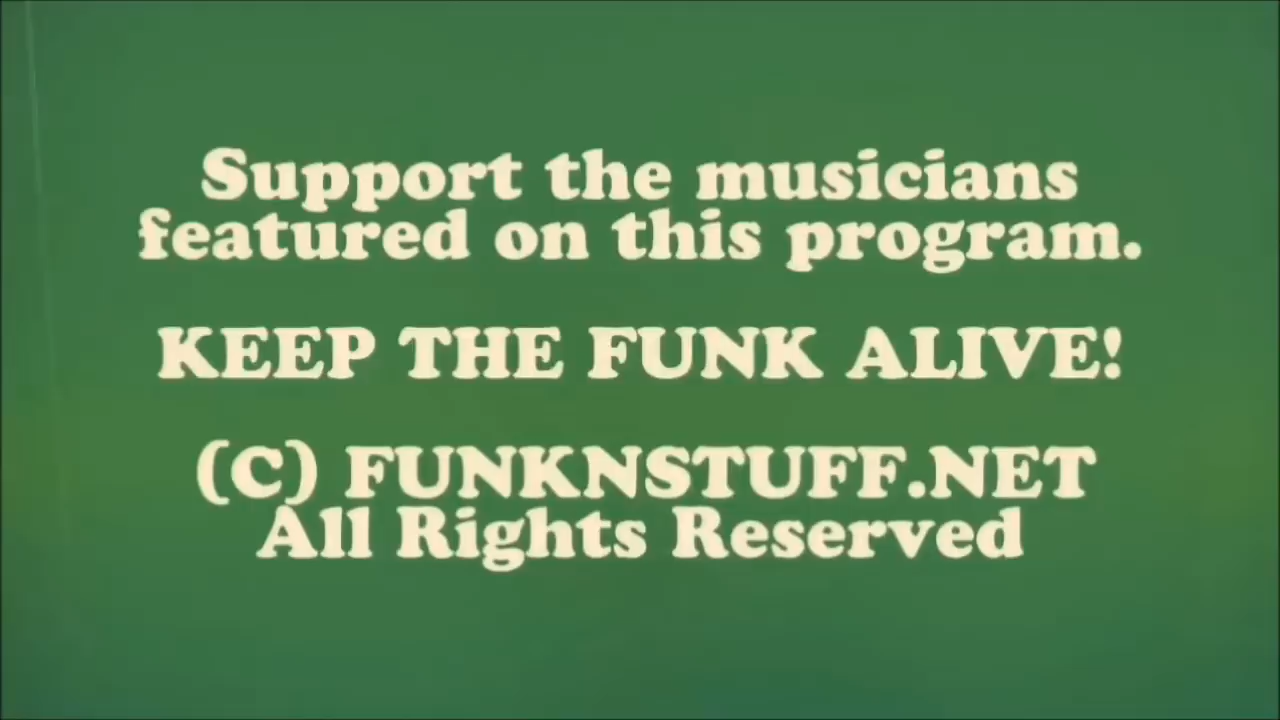 Support the musicians
featured on this program.
KEEP THE FUNK ALIVE!
(C) FUNKNSTUFF.NET
All Rights Reserved